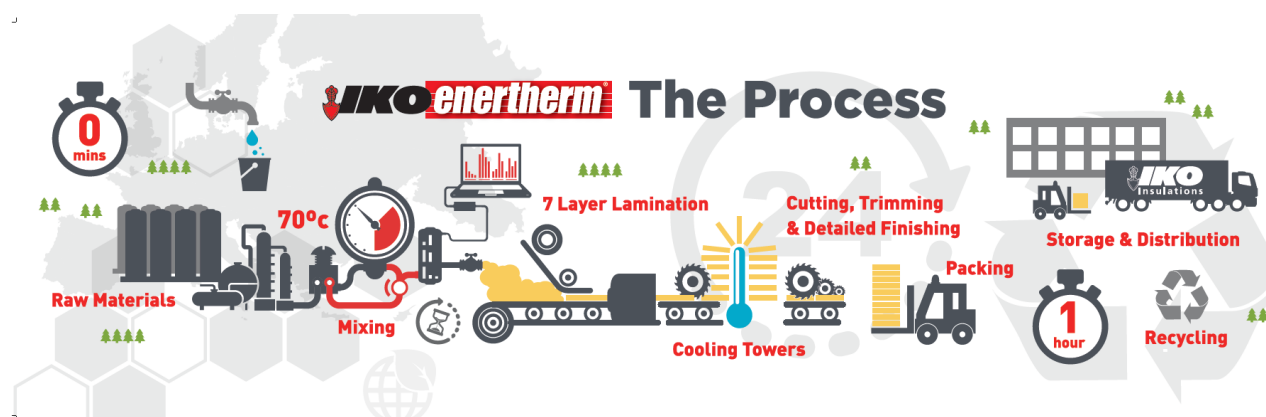 IKO enertherm® The Process
0
mins
Raw Materials
70ºc
Mixing
7 Layer Lamination
Cooling Towers
24
Cutting, Trimming
& Detailed Finishing
Packing
IKO
Insulations
Storage & Distribution
1
hour
Recycling